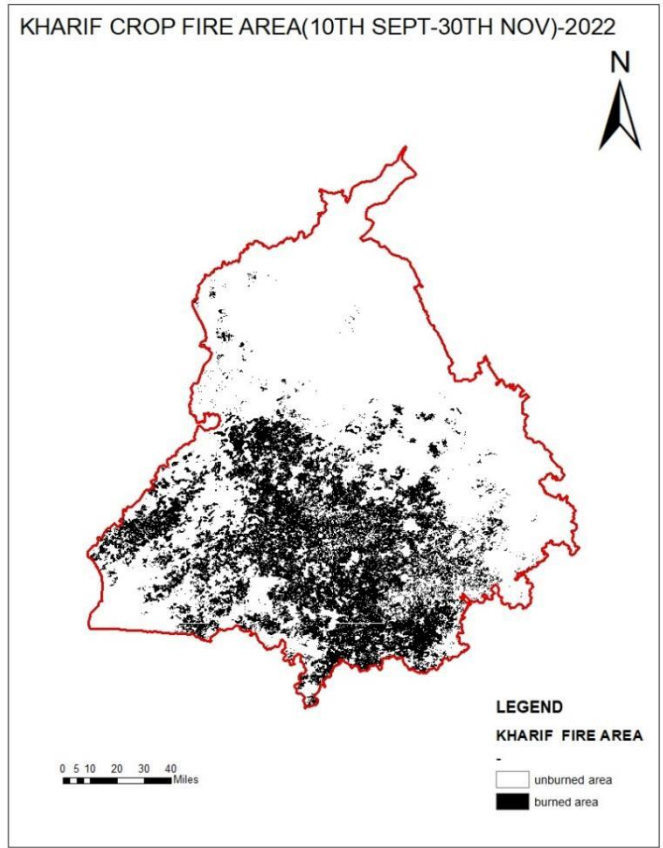 KHARIF CROP FIRE AREA(10TH SEPT-30TH NOV)-2022
N
LEGEND
KHARIF FIRE AREA
-
unburned area
burned area
0 5 10 20 30 40
Miles